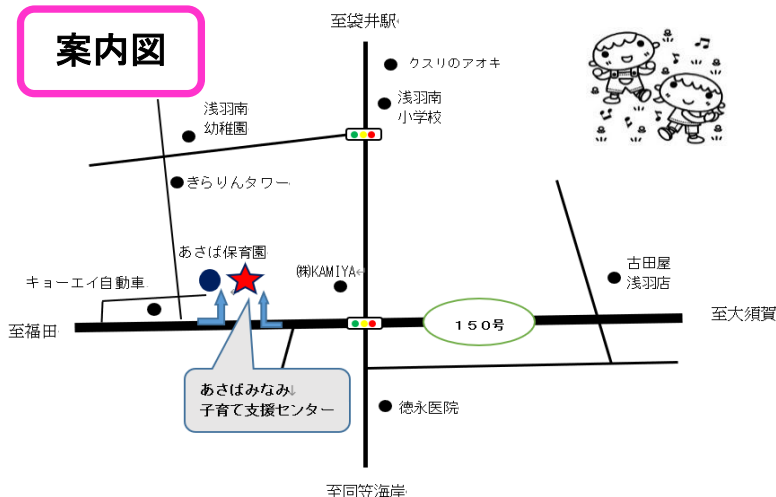 案内図
至袋井駅
クスリのアオキ
浅羽南
小学校
浅羽南
幼稚園
きらりんタワー
あさば保育園
㈱KAMIYA
キョーエイ自動車
古田屋
浅羽店
至大須賀
150号
至福田
あさばみなみ
子育て支援センター
徳永医院
至同笠海岸